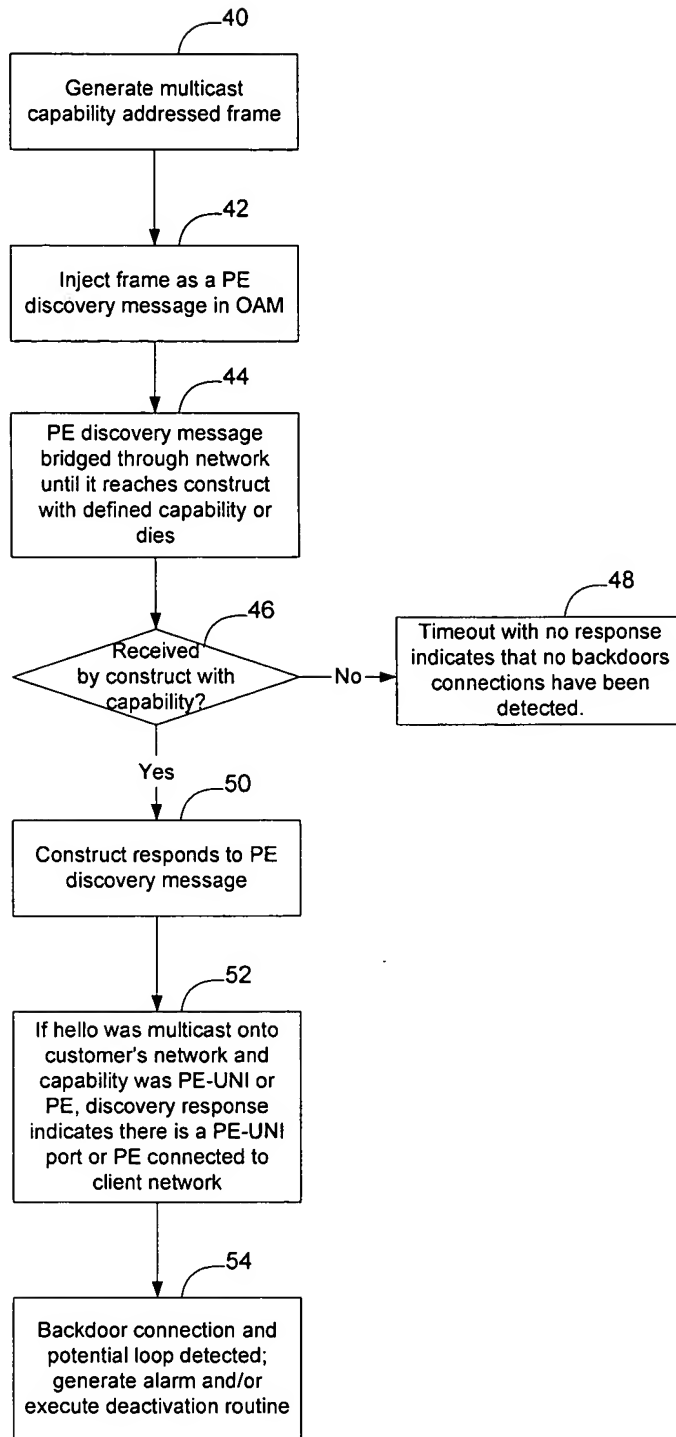 40
Generate multicast
capability addressed frame
42
Inject frame as a PE
discovery message in OAM
44
PE discovery message
bridged through network
until it reaches construct
with defined capability or
dies
46
Received
by construct with
capability?
No
48
Timeout with no response
indicates that no backdoors
connections have been
detected.
Yes
50
Construct responds to PE
discovery message
52
If hello was multicast onto
customer's network and
capability was PE-UNI or
PE, discovery response
indicates there is a PE-UNI
port or PE connected to
client network
54
Backdoor connection and
potential loop detected;
generate alarm and/or
execute deactivation routine